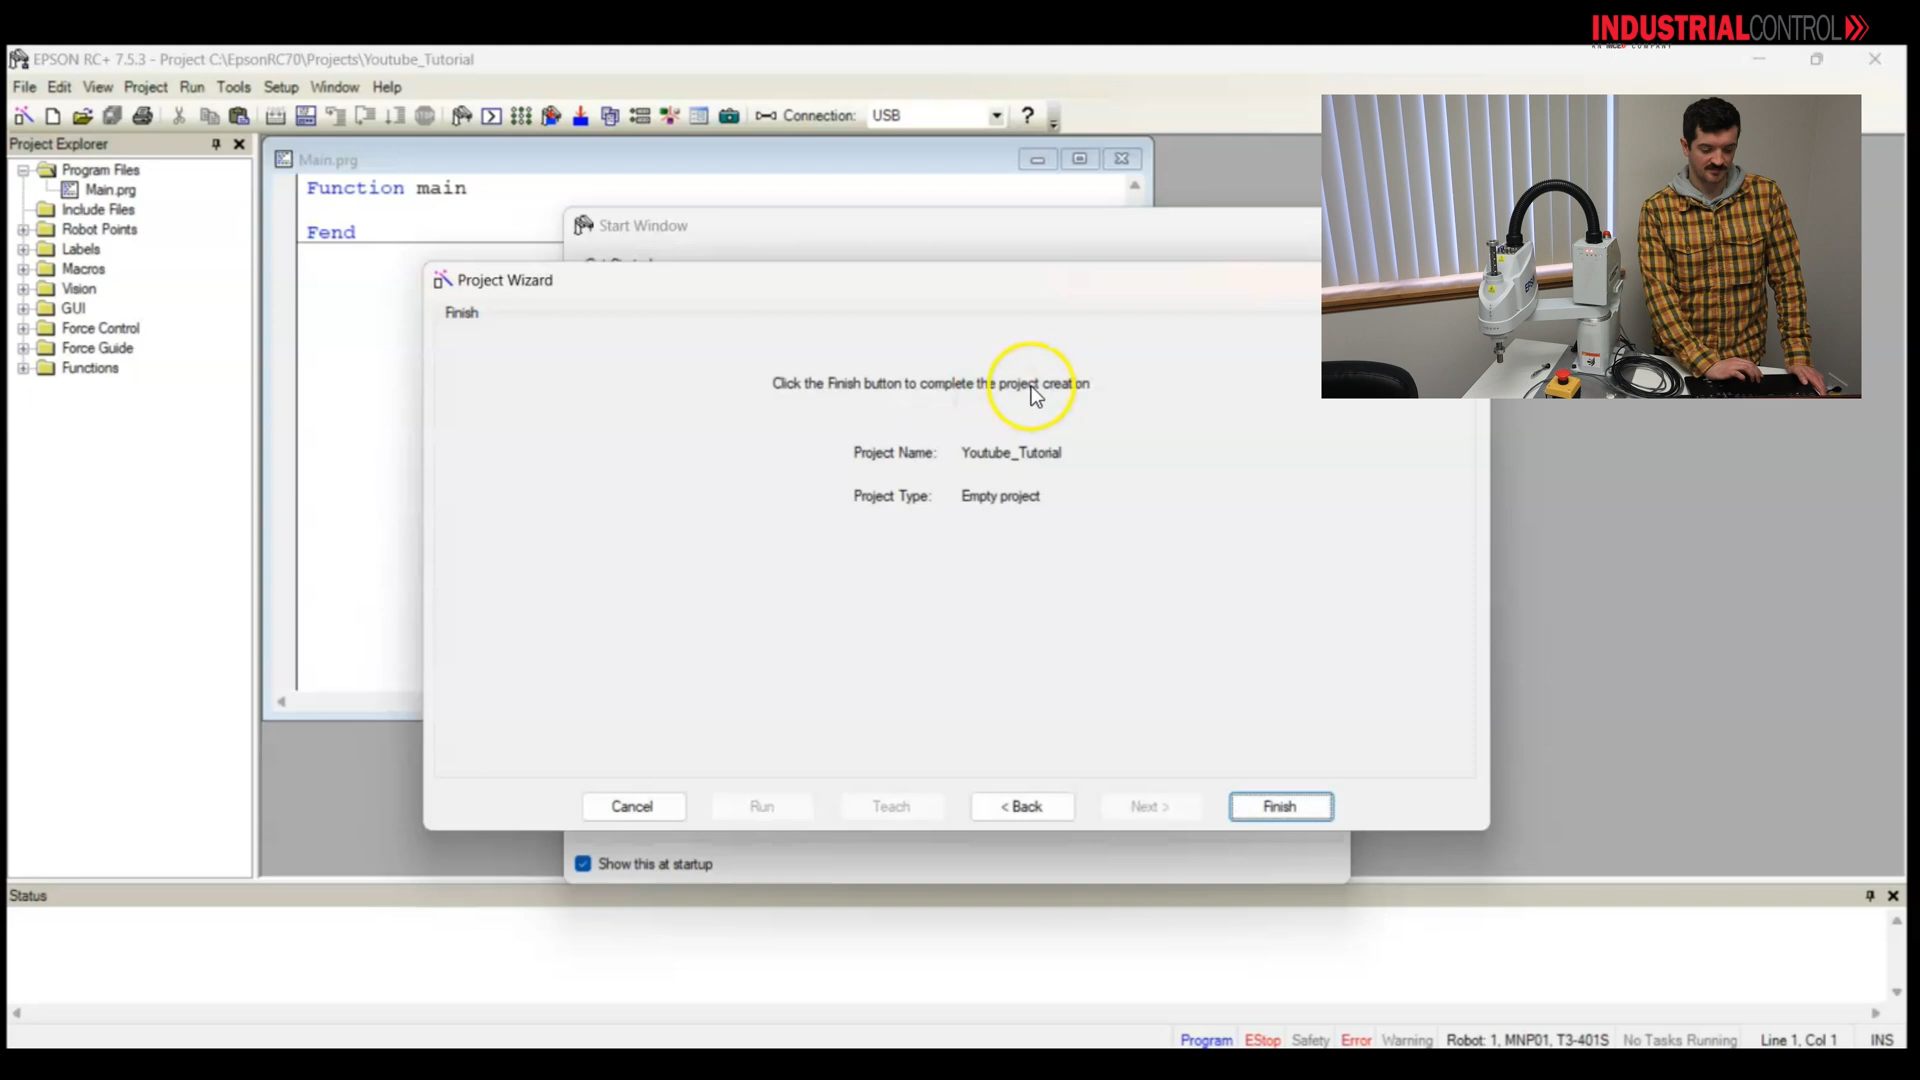 INDUSTRIALCONTROL
EPSON RC+ 7.5.3 - Project C:\EpsonRC70\Projects\Youtube_Tutorial
File Edit View Project Run Tools Setup Window Help
Connection: USB ?
Project Explorer
Program Files
Main.prg
Include Files
Robot Points
Labels
Macros
Vision
GUI
Force Control
Force Guide
Functions
Main.prg
Function main
Fend
Start Window
Project Wizard
Finish
Click the Finish button to complete the project creation
Project Name: Youtube_Tutorial
Project Type: Empty project
Cancel Run Teach < Back Next > Finish
Show this at startup
Status
Program EStop Safety Error Warning Robot: 1, MNP01, T3-401S No Tasks Running Line 1, Col 1 INS